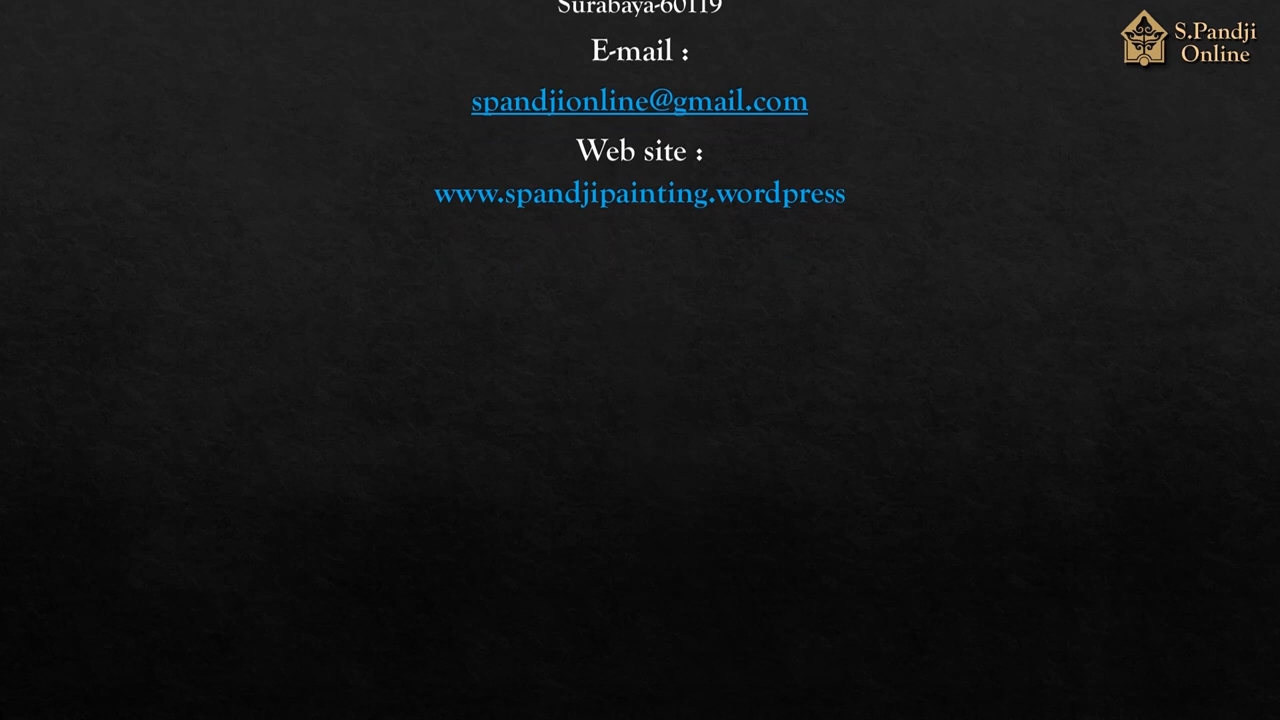 Surabaya-60119
S.Pandji
Online
E-mail :
spandjionline@gmail.com
Web site :
www.spandjipainting.wordpress